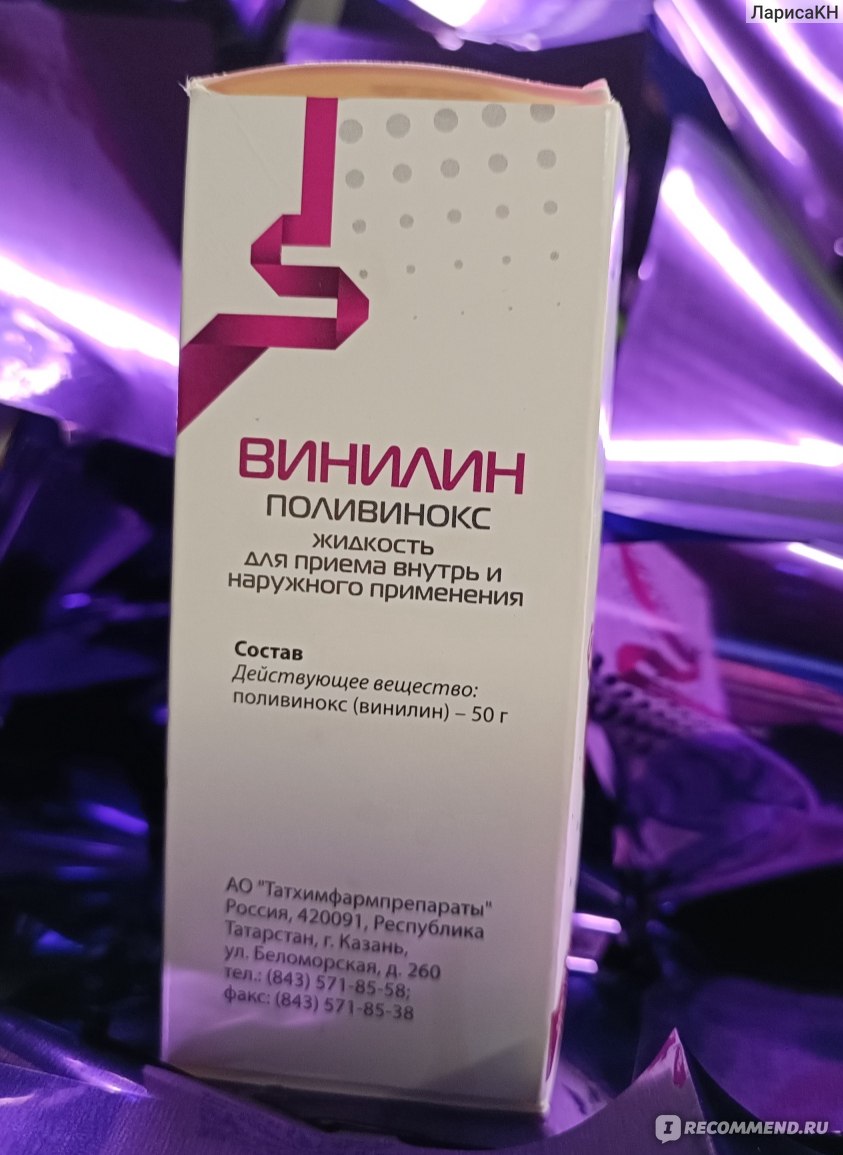 ЛарисаКН
ВИНИЛИН
ПОЛИВИНОКС
ЖИДКОСТЬ
ДЛЯ ПРИЕМА ВНУТРЬ И
НАРУЖНОГО ПРИМЕНЕНИЯ
Состав
Действующее вещество:
поливинокс (винилин) – 50 г
АО "Татхимфармпрепараты"
Россия, 420091, Республика
Татарстан, г. Казань,
ул. Беломорская, д. 260
тел.: (843) 571-85-58;
факс: (843) 571-85-38
I RECOMMEND.RU